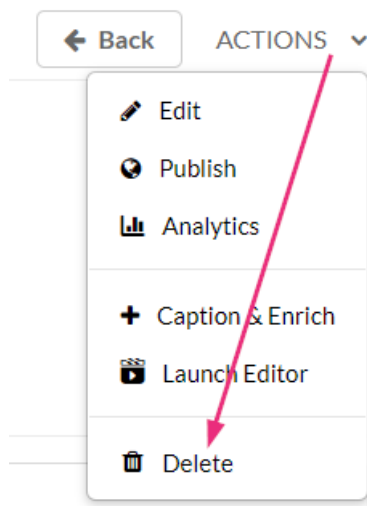 Back ACTIONS
Edit
Publish
Analytics
Caption & Enrich
Launch Editor
Delete